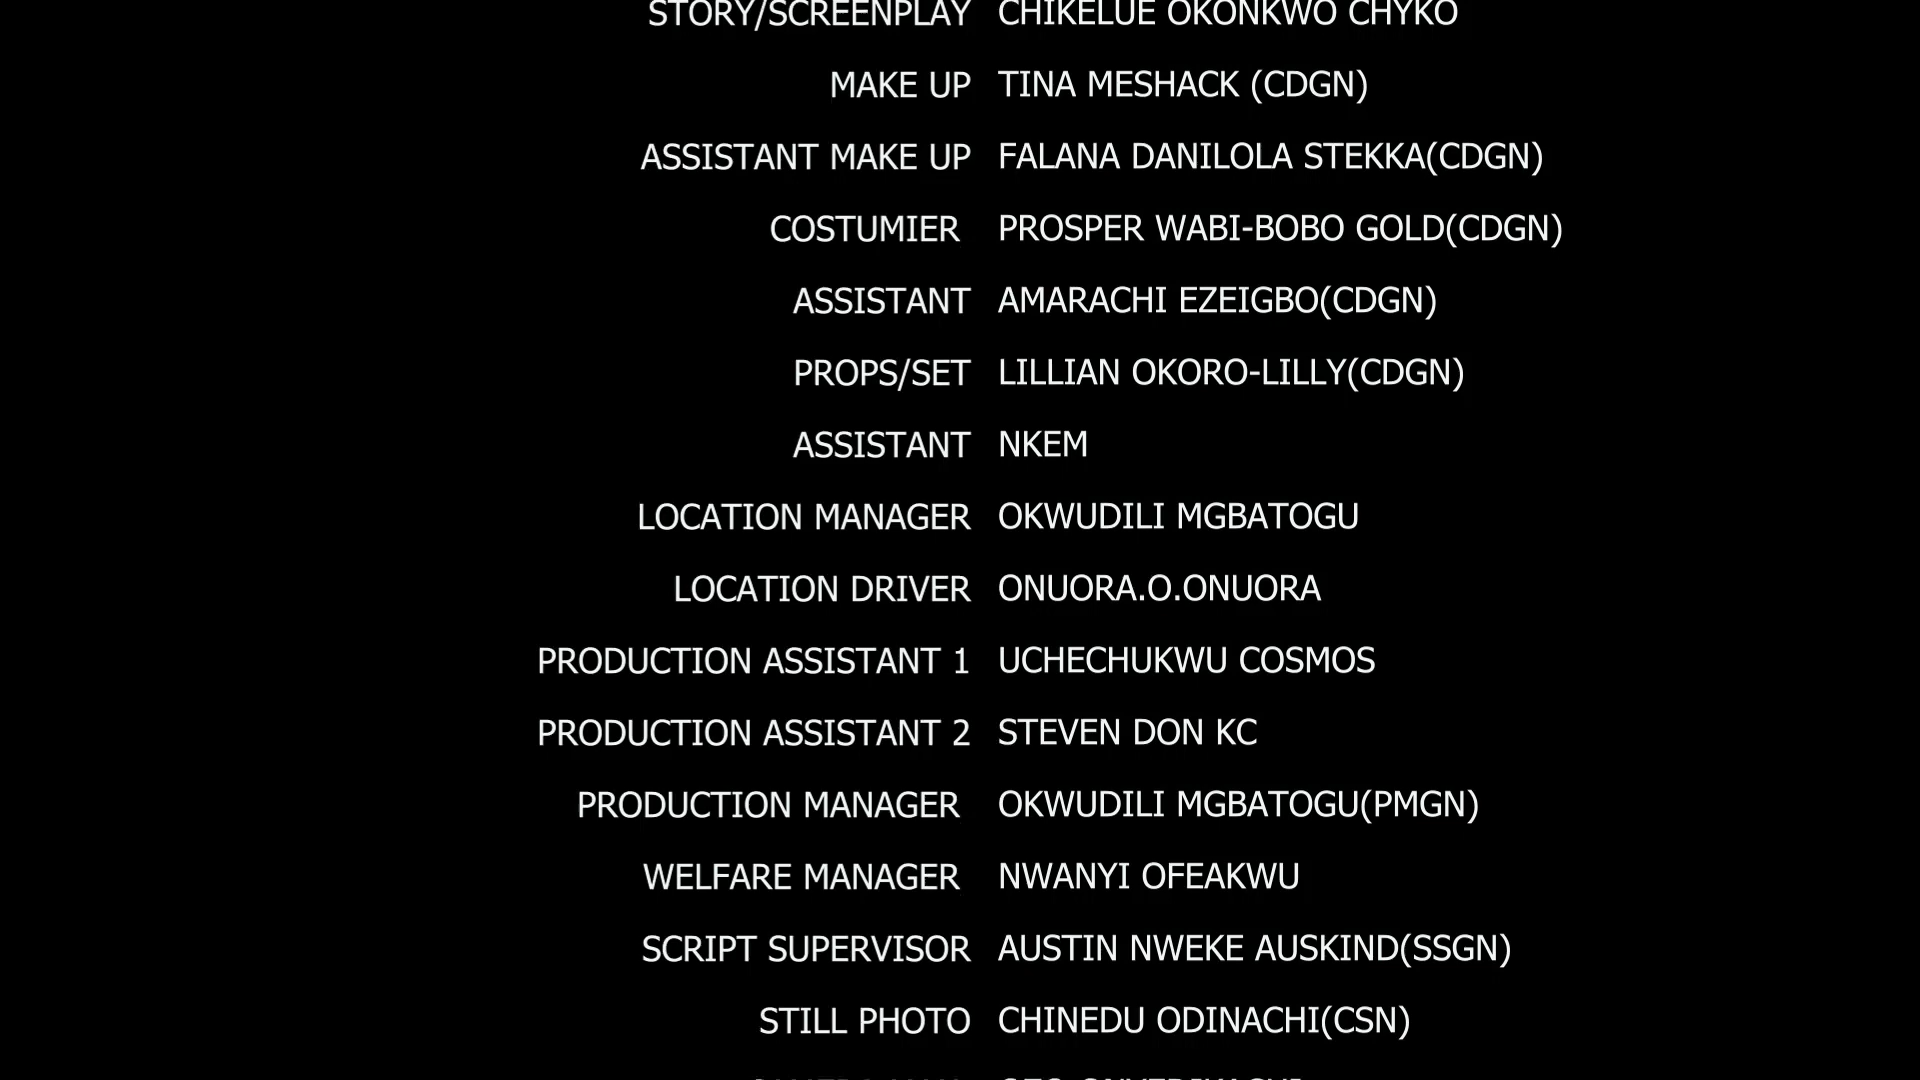 STORY/SCREENPLAY CHIKELUE OKONKWO CHYKO
MAKE UP TINA MESHACK (CDGN)
ASSISTANT MAKE UP FALANA DANILOLA STEKKA(CDGN)
COSTUMIER PROSPER WABI-BOBO GOLD(CDGN)
ASSISTANT AMARACHI EZEIGBO(CDGN)
PROPS/SET LILLIAN OKORO-LILLY(CDGN)
ASSISTANT NKEM
LOCATION MANAGER OKWUDILI MGBATOGU
LOCATION DRIVER ONUORA.O.ONUORA
PRODUCTION ASSISTANT 1 UCHECHUKWU COSMOS
PRODUCTION ASSISTANT 2 STEVEN DON KC
PRODUCTION MANAGER OKWUDILI MGBATOGU(PMGN)
WELFARE MANAGER NWANYI OFEAKWU
SCRIPT SUPERVISOR AUSTIN NWEKE AUSKIND(SSGN)
STILL PHOTO CHINEDU ODINACHI(CSN)